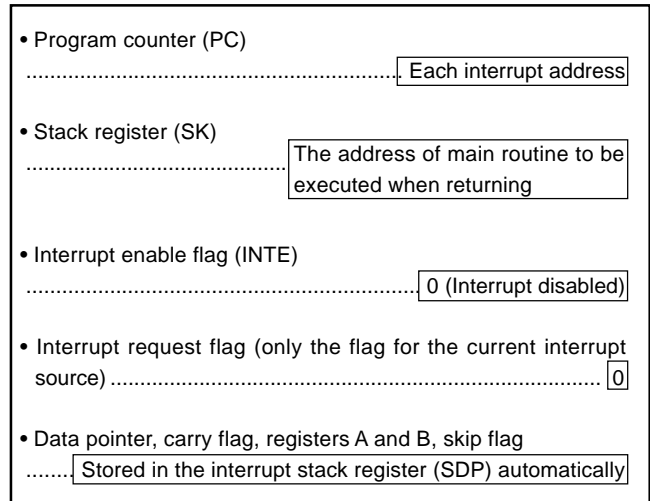 • Program counter (PC)
............................................................... Each interrupt address
• Stack register (SK)
........................................... The address of main routine to be
executed when returning
• Interrupt enable flag (INTE)
.................................................................. 0 (Interrupt disabled)
• Interrupt request flag (only the flag for the current interrupt
source) .................................................................................. 0
• Data pointer, carry flag, registers A and B, skip flag
........ Stored in the interrupt stack register (SDP) automatically